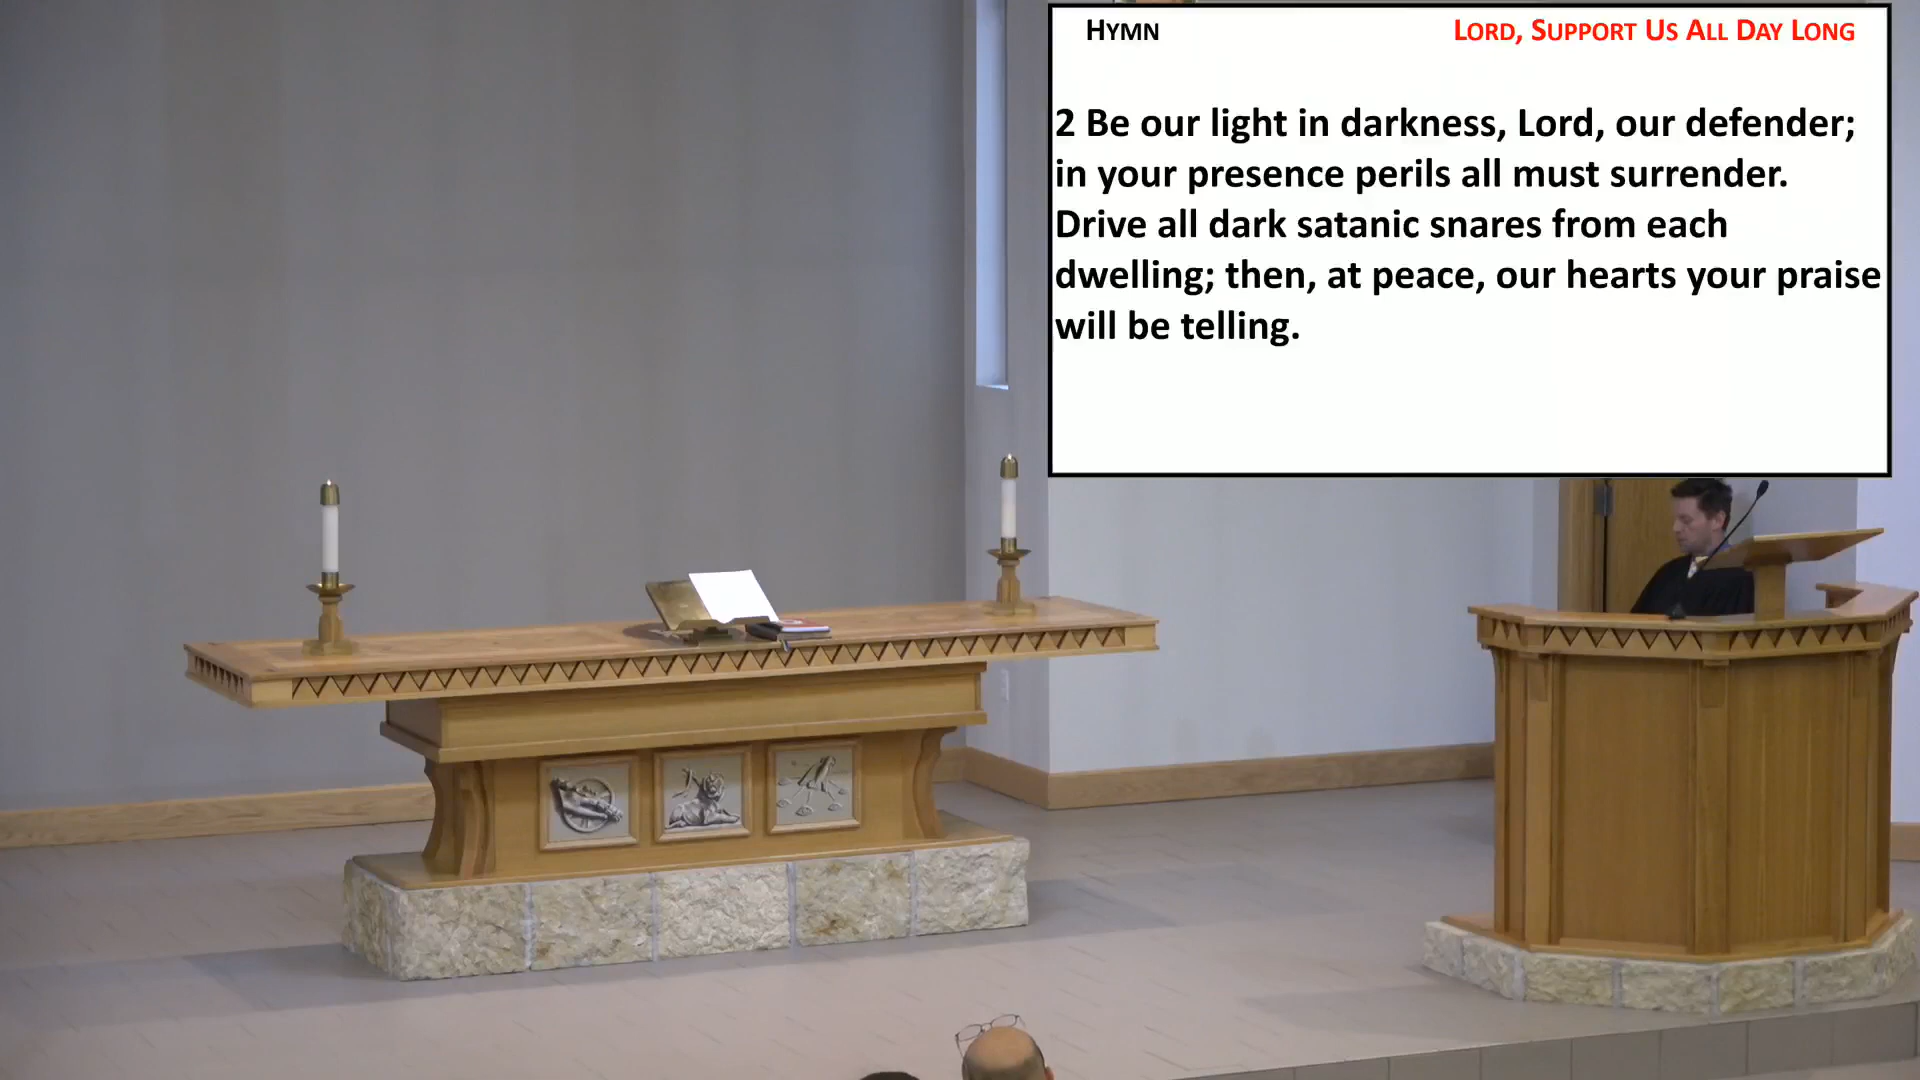 HYMN
LORD, SUPPORT US ALL DAY LONG
2 Be our light in darkness, Lord, our defender;
in your presence perils all must surrender.
Drive all dark satanic snares from each
dwelling; then, at peace, our hearts your praise
will be telling.